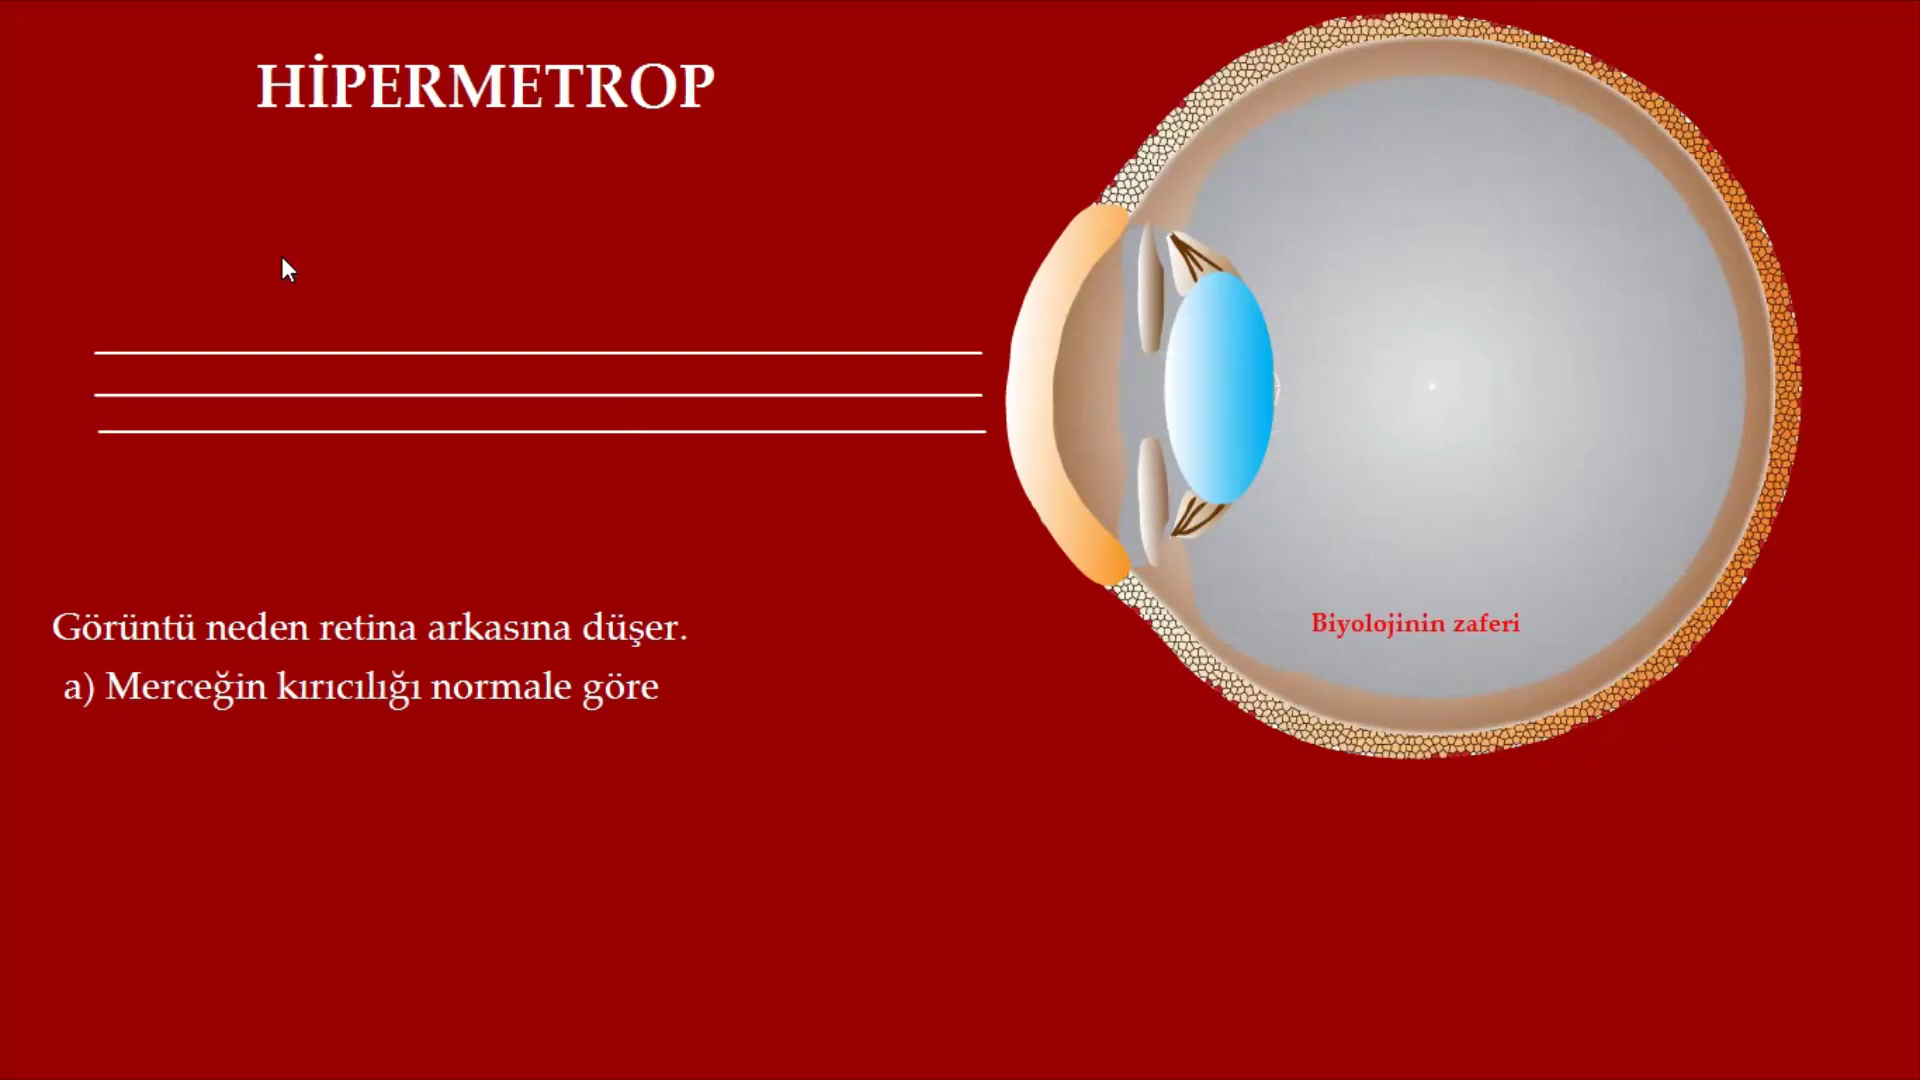 HİPERMETROP
Görüntü neden retina arkasına düşer.
a) Merceğin kırıcılığı normale göre
Biyolojinin zaferi